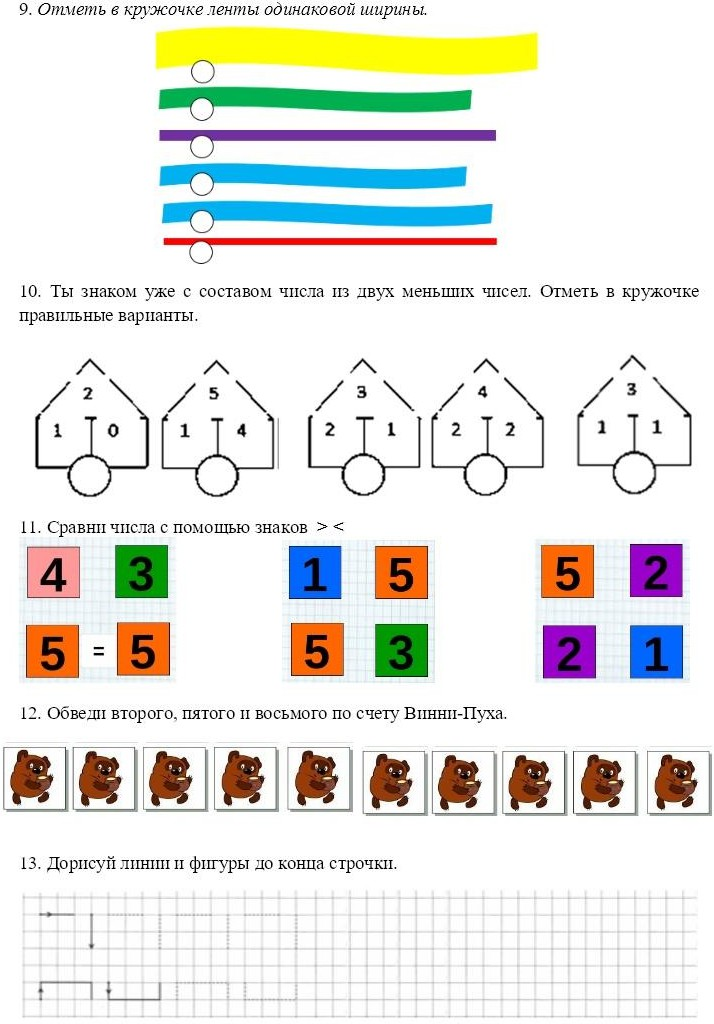 9. Отметь в кружочке ленты одинаковой ширины.
10. Ты знаком уже с составом числа из двух меньших чисел. Отметь в кружочке
правильные варианты.
2 5 3 4 3
1 0 1 4 2 1 2 2 1 1
11. Сравни числа с помощью знаков > <
4 3 1 5 5 2
5 = 5 5 3 2 1
12. Обведи второго, пятого и восьмого по счету Винни-Пуха.
13. Дорисуй линии и фигуры до конца строчки.